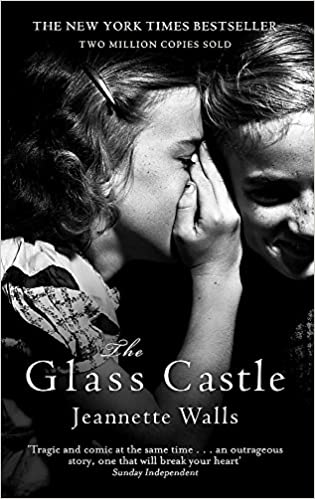 THE NEW YORK TIMES BESTSELLER
TWO MILLION COPIES SOLD
The
Glass Castle
Jeannette Walls
'Tragic and comic at the same time . . . an outrageous
story, one that will break your heart'
Sunday Independent